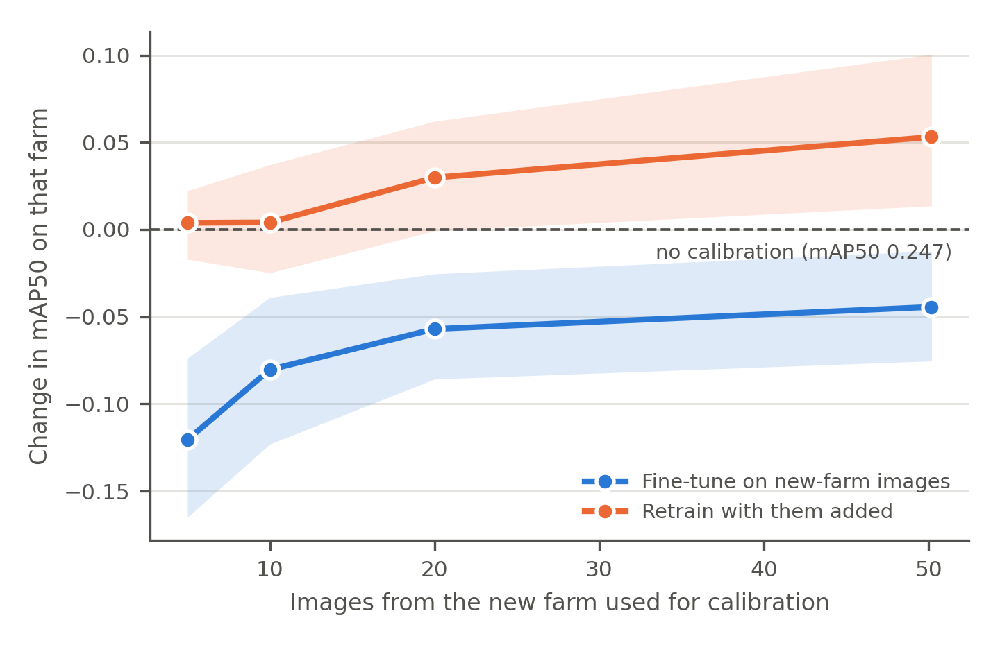 Change in mAP50 on that farm
0.10
0.05
0.00
−0.05
−0.10
−0.15
no calibration (mAP50 0.247)
Fine-tune on new-farm images
Retrain with them added
10 20 30 40 50
Images from the new farm used for calibration